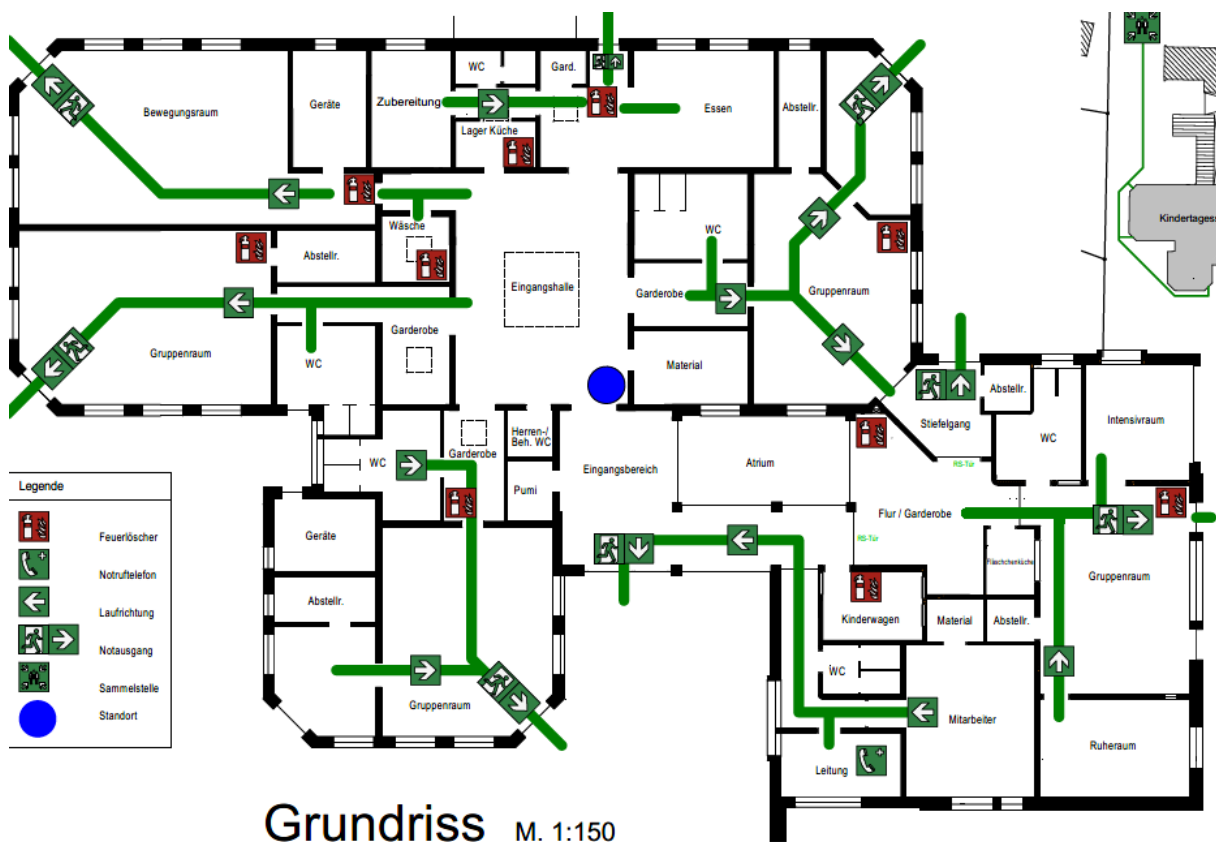 WC
Gard.
Bewegungsraum
Geräte
Zubereitung
Essen
Abstellr.
Lager Küche
Kindertagess
Wäsche
WC
Abstellr.
Eingangshalle
Garderobe
Gruppenraum
Garderobe
Gruppenraum
WC
Material
Abstellr.
Stiefelgang
Intensivraum
WC
Herren-/
Beh. WC
Garderobe
WC
Eingangsbereich
Atrium
RS-Tür
Pumi
Flur / Garderobe
Legende
Feuerlöscher
Notruftelefon
Laufrichtung
Notausgang
Sammelstelle
Standort
Geräte
RS-Tür
Fläschchenküche
Gruppenraum
Abstellr.
Kinderwagen
Material
Abstellr.
WC
Gruppenraum
Mitarbeiter
Ruheraum
Leitung
Grundriss M. 1:150